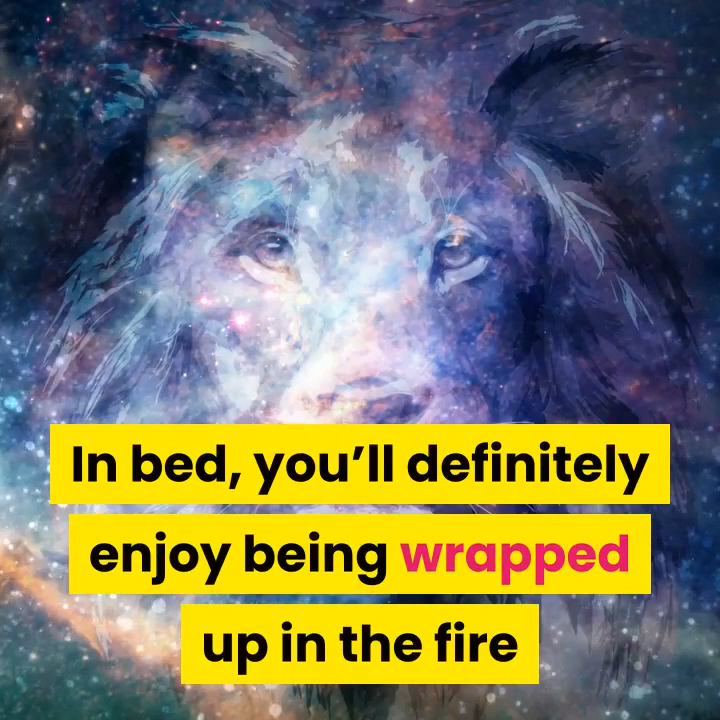 In bed, you’ll definitely
enjoy being wrapped
up in the fire